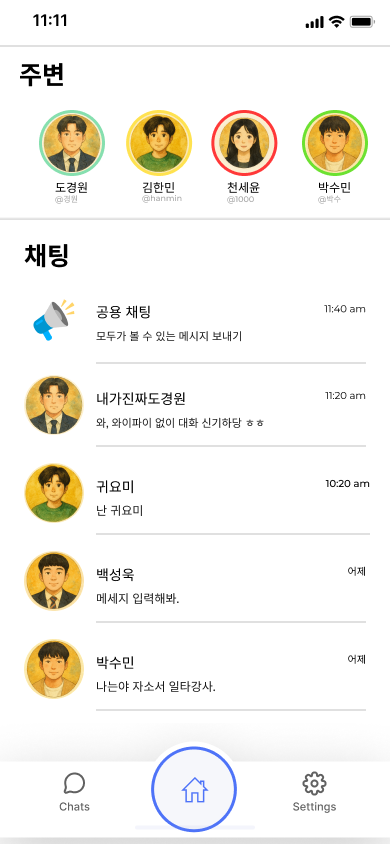 11:11
주변
도경원
@경원
김한민
@hanmin
천세윤
@1000
박수민
@박수
채팅
공용 채팅
11:40 am
모두가 볼 수 있는 메시지 보내기
내가진짜도경원
11:20 am
와, 와이파이 없이 대화 신기하당 ㅎㅎ
귀요미
10:20 am
난 귀요미
백성욱
어제
메세지 입력해봐.
박수민
어제
나는야 자소서 일타강사.
Chats
Settings